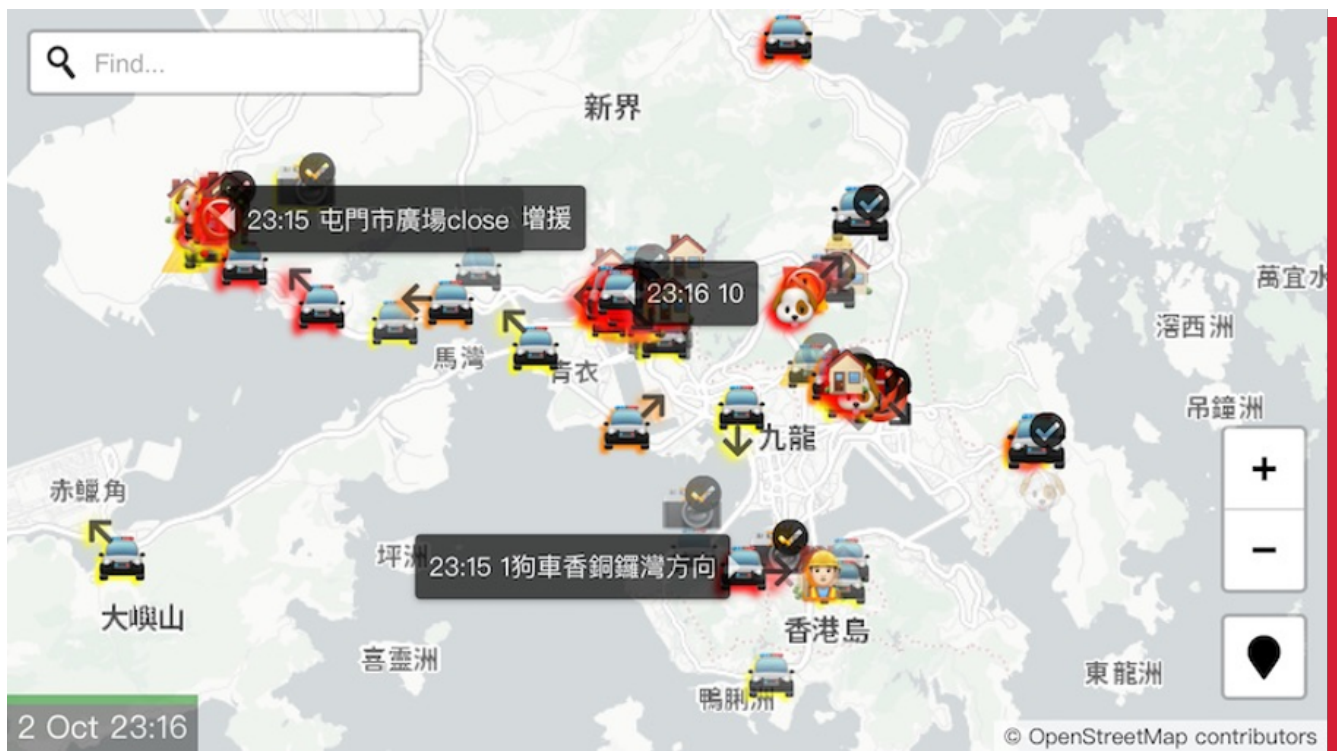 Find...
新界
23:15 屯門市廣場close 增援
23:16 10
萬宜水
滘西洲
馬灣
青衣
吊鐘洲
九龍
+
赤鱲角
−
坪洲
23:15 1狗車香銅鑼灣方向
大嶼山
香港島
喜靈洲
東龍洲
鴨脷洲
2 Oct 23:16
© OpenStreetMap contributors